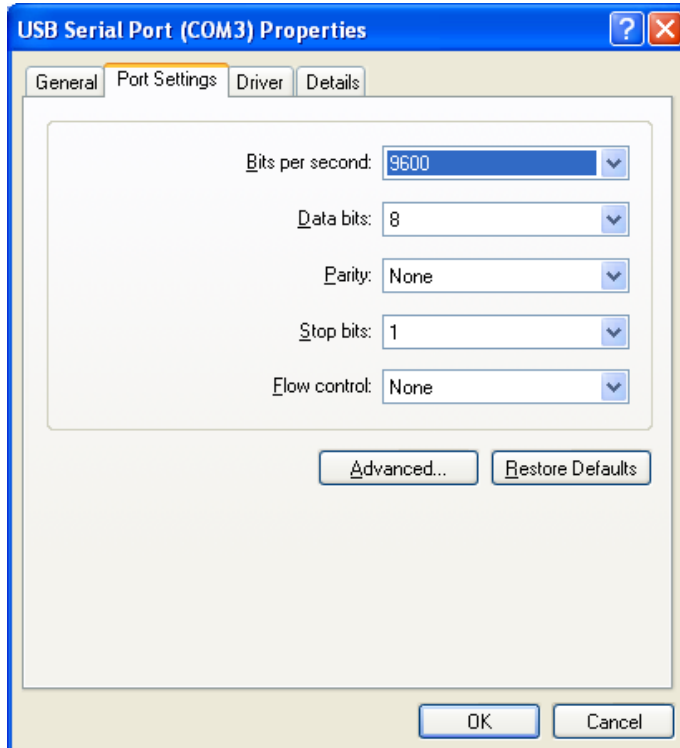 USB Serial Port (COM3) Properties
General Port Settings Driver Details
Bits per second: 9600
Data bits: 8
Parity: None
Stop bits: 1
Flow control: None
Advanced... Restore Defaults
OK Cancel